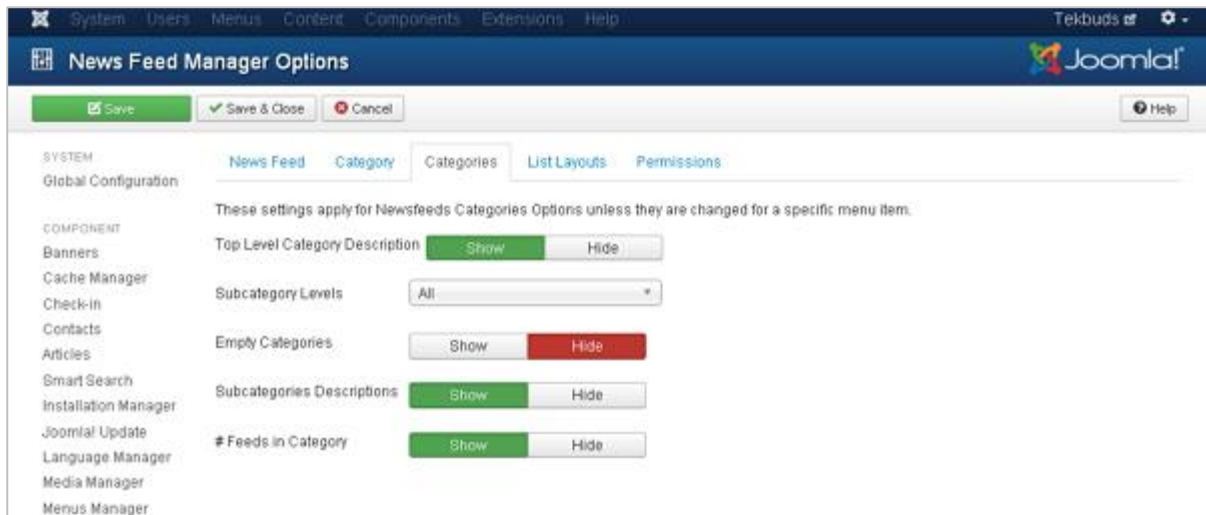 System Users Menus Content Components Extensions Help Tekbuds
News Feed Manager Options Joomla!
Save Save & Close Cancel Help
SYSTEM
Global Configuration
COMPONENT
Banners
Cache Manager
Check-in
Contacts
Articles
Smart Search
Installation Manager
Joomla! Update
Language Manager
Media Manager
Menus Manager
News Feed Category Categories List Layouts Permissions
These settings apply for Newsfeeds Categories Options unless they are changed for a specific menu item.
Top Level Category Description Show Hide
Subcategory Levels All
Empty Categories Show Hide
Subcategories Descriptions Show Hide
# Feeds in Category Show Hide